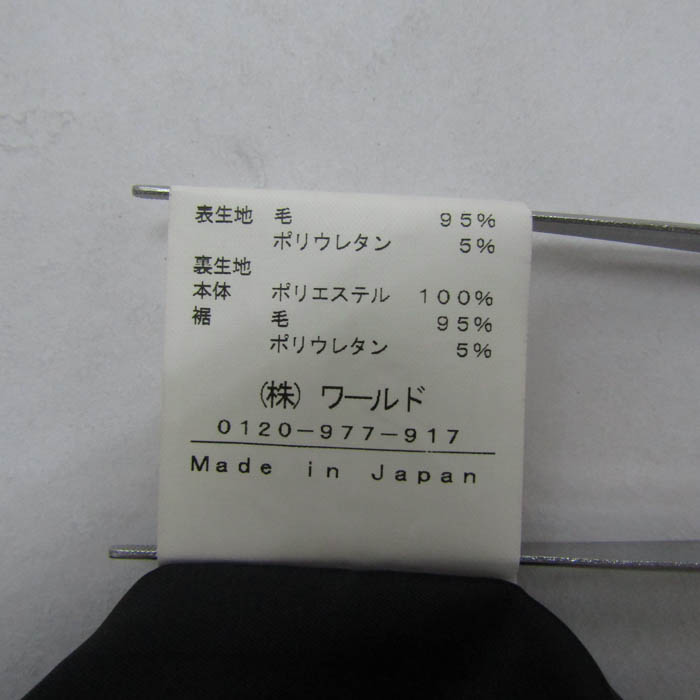 表生地 毛 95%
ポリウレタン 5%
裏生地
本体 ポリエステル 100%
裾 毛 95%
ポリウレタン 5%
(株) ワールド
0120-977-917
Made in Japan